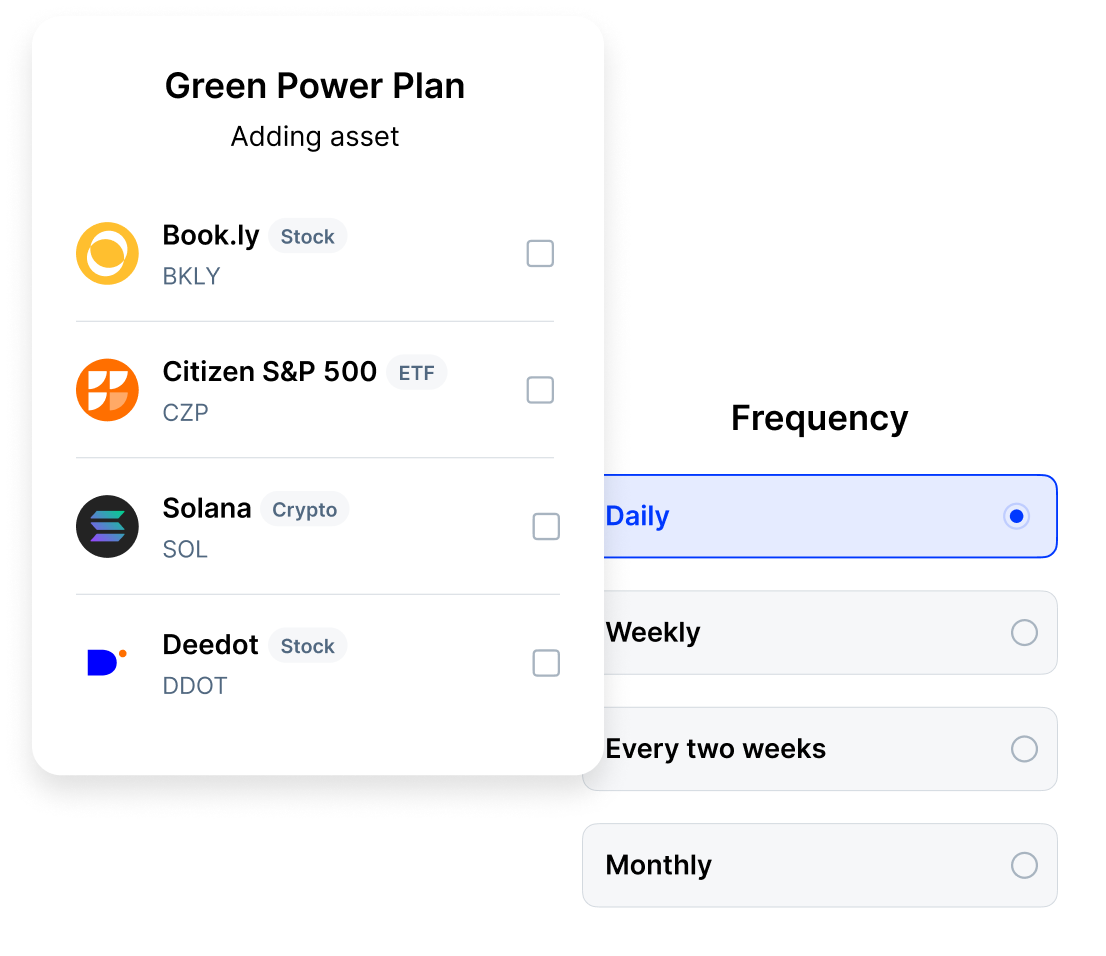 Green Power Plan
Adding asset
Book.ly Stock
BKLY
Citizen S&P 500 ETF
CZP
Solana Crypto
SOL
Deedot Stock
DDOT
Frequency
Daily
Weekly
Every two weeks
Monthly